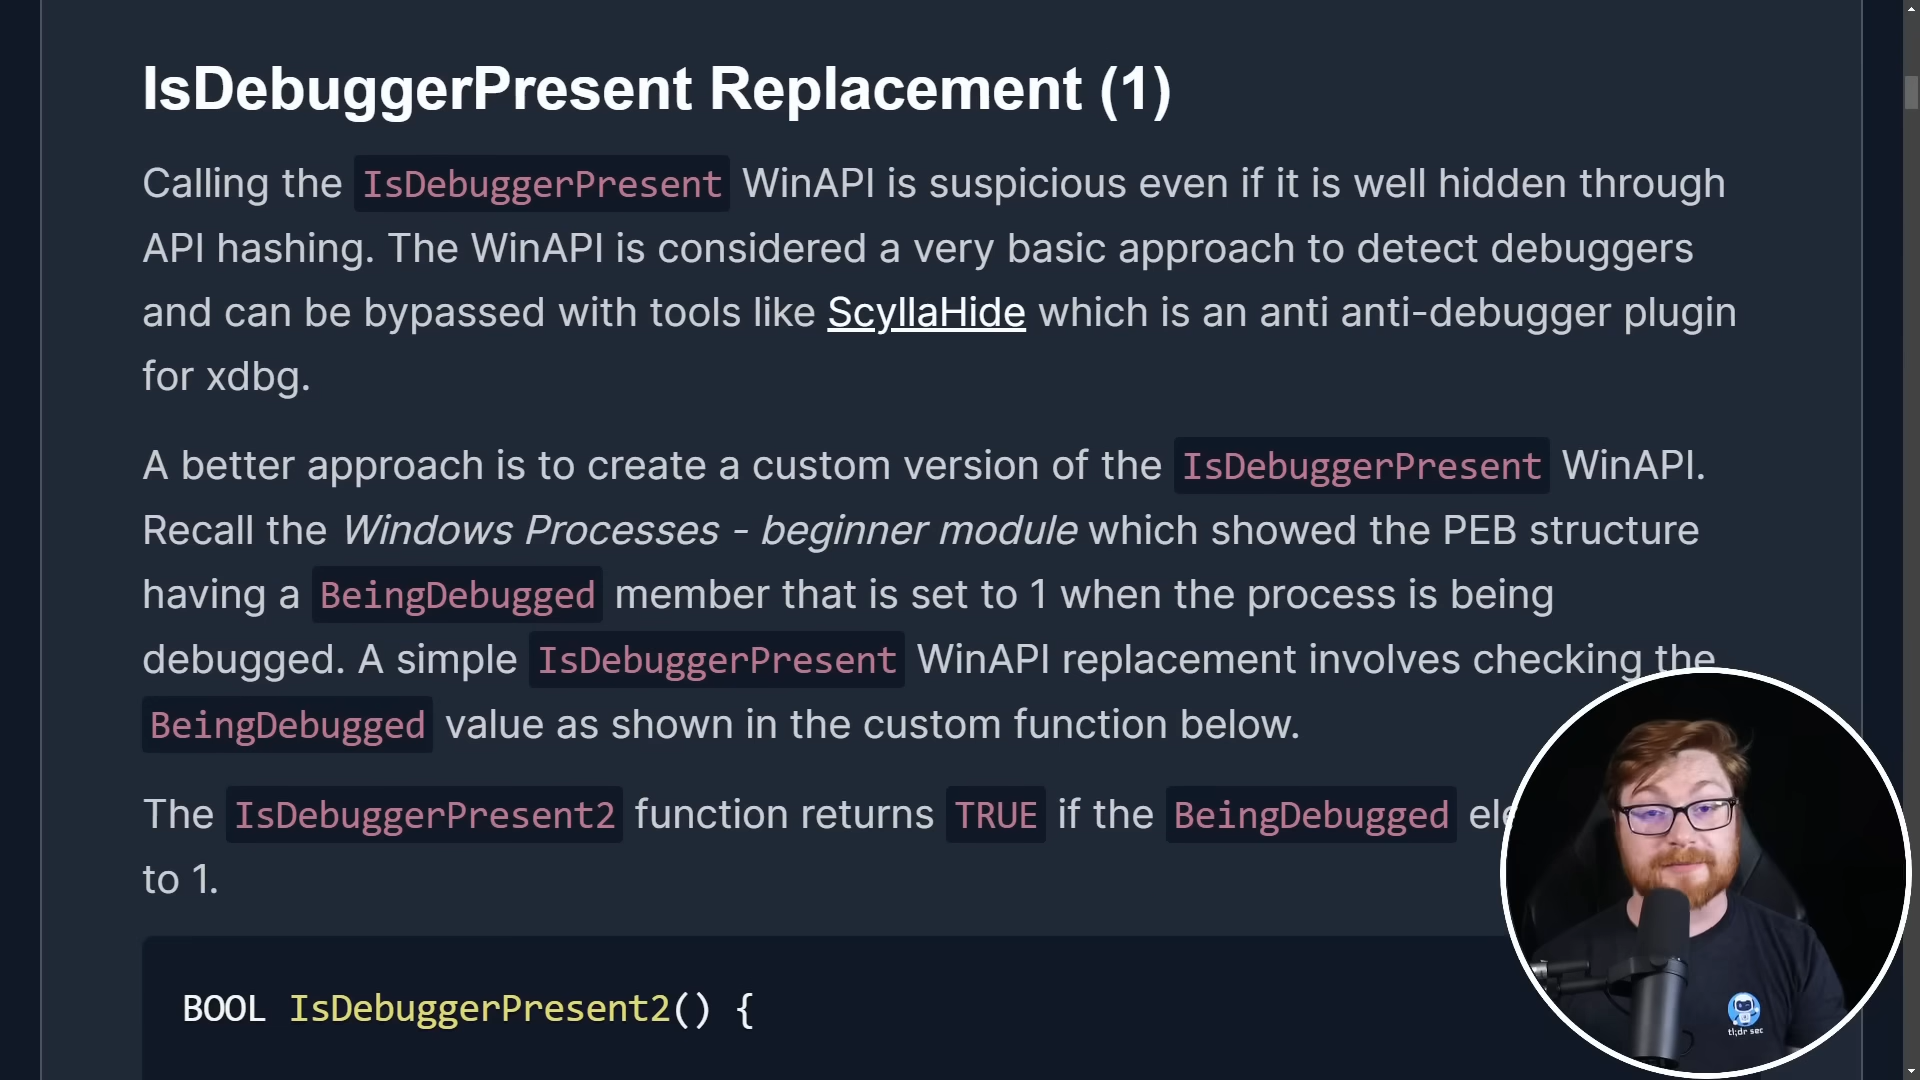 IsDebuggerPresent Replacement (1)
Calling the IsDebuggerPresent WinAPI is suspicious even if it is well hidden through
API hashing. The WinAPI is considered a very basic approach to detect debuggers
and can be bypassed with tools like ScyllaHide which is an anti anti-debugger plugin
for xdbg.
A better approach is to create a custom version of the IsDebuggerPresent WinAPI.
Recall the Windows Processes - beginner module which showed the PEB structure
having a BeingDebugged member that is set to 1 when the process is being
debugged. A simple IsDebuggerPresent WinAPI replacement involves checking the
BeingDebugged value as shown in the custom function below.
The IsDebuggerPresent2 function returns TRUE if the BeingDebugged
to 1.
BOOL IsDebuggerPresent2() {
tl;dr sec